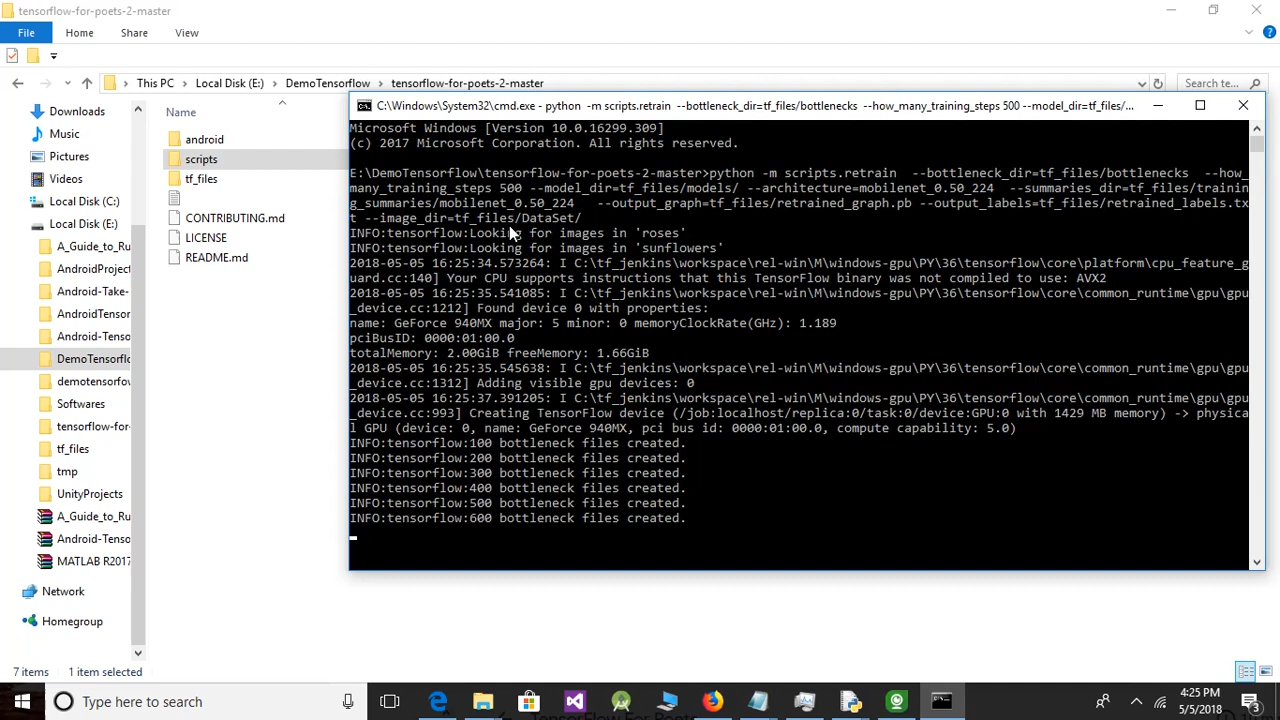 tensorflow-for-poets-2-master
File
Home
Share
View
This PC
Local Disk (E:)
DemoTensorflow
tensorflow-for-poets-2-master
Search te...
Downloads
Music
Pictures
Videos
Local Disk (C:)
Local Disk (E:)
A_Guide_to_Ru
AndroidProject
Android-Take-
AndroidTensor
Android-Tenso
DemoTensorflo
demotensorfow
Softwares
tensorflow-for-
tf_files
tmp
UnityProjects
A_Guide_to_Ru
Android-Tenso
MATLAB R2017
Network
Homegroup
Name
android
scripts
tf_files
CONTRIBUTING.md
LICENSE
README.md
C:\Windows\System32\cmd.exe - python -m scripts.retrain --bottleneck_dir=tf_files/bottlenecks --how_many_training_steps 500 --model_dir=tf_files/...
Microsoft Windows [Version 10.0.16299.309]
(c) 2017 Microsoft Corporation. All rights reserved.
E:\DemoTensorflow\tensorflow-for-poets-2-master>python -m scripts.retrain --bottleneck_dir=tf_files/bottlenecks --how_
many_training_steps 500 --model_dir=tf_files/models/ --architecture=mobilenet_0.50_224 --summaries_dir=tf_files/trainin
g_summaries/mobilenet_0.50_224 --output_graph=tf_files/retrained_graph.pb --output_labels=tf_files/retrained_labels.tx
t --image_dir=tf_files/DataSet/
INFO:tensorflow:Looking for images in 'roses'
INFO:tensorflow:Looking for images in 'sunflowers'
2018-05-05 16:25:34.573264: I C:\tf_jenkins\workspace\rel-win\M\windows-gpu\PY\36\tensorflow\core\platform\cpu_feature_g
uard.cc:140] Your CPU supports instructions that this TensorFlow binary was not compiled to use: AVX2
2018-05-05 16:25:35.541085: I C:\tf_jenkins\workspace\rel-win\M\windows-gpu\PY\36\tensorflow\core\common_runtime\gpu\gpu
_device.cc:1212] Found device 0 with properties:
name: GeForce 940MX major: 5 minor: 0 memoryClockRate(GHz): 1.189
pciBusID: 0000:01:00.0
totalMemory: 2.00GiB freeMemory: 1.66GiB
2018-05-05 16:25:35.545638: I C:\tf_jenkins\workspace\rel-win\M\windows-gpu\PY\36\tensorflow\core\common_runtime\gpu\gpu
_device.cc:1312] Adding visible gpu devices: 0
2018-05-05 16:25:37.391205: I C:\tf_jenkins\workspace\rel-win\M\windows-gpu\PY\36\tensorflow\core\common_runtime\gpu\gpu
_device.cc:993] Creating TensorFlow device (/job:localhost/replica:0/task:0/device:GPU:0 with 1429 MB memory) -> physica
l GPU (device: 0, name: GeForce 940MX, pci bus id: 0000:01:00.0, compute capability: 5.0)
INFO:tensorflow:100 bottleneck files created.
INFO:tensorflow:200 bottleneck files created.
INFO:tensorflow:300 bottleneck files created.
INFO:tensorflow:400 bottleneck files created.
INFO:tensorflow:500 bottleneck files created.
INFO:tensorflow:600 bottleneck files created.
7 items
1 item selected
Type here to search
4:25 PM
5/5/2018
3